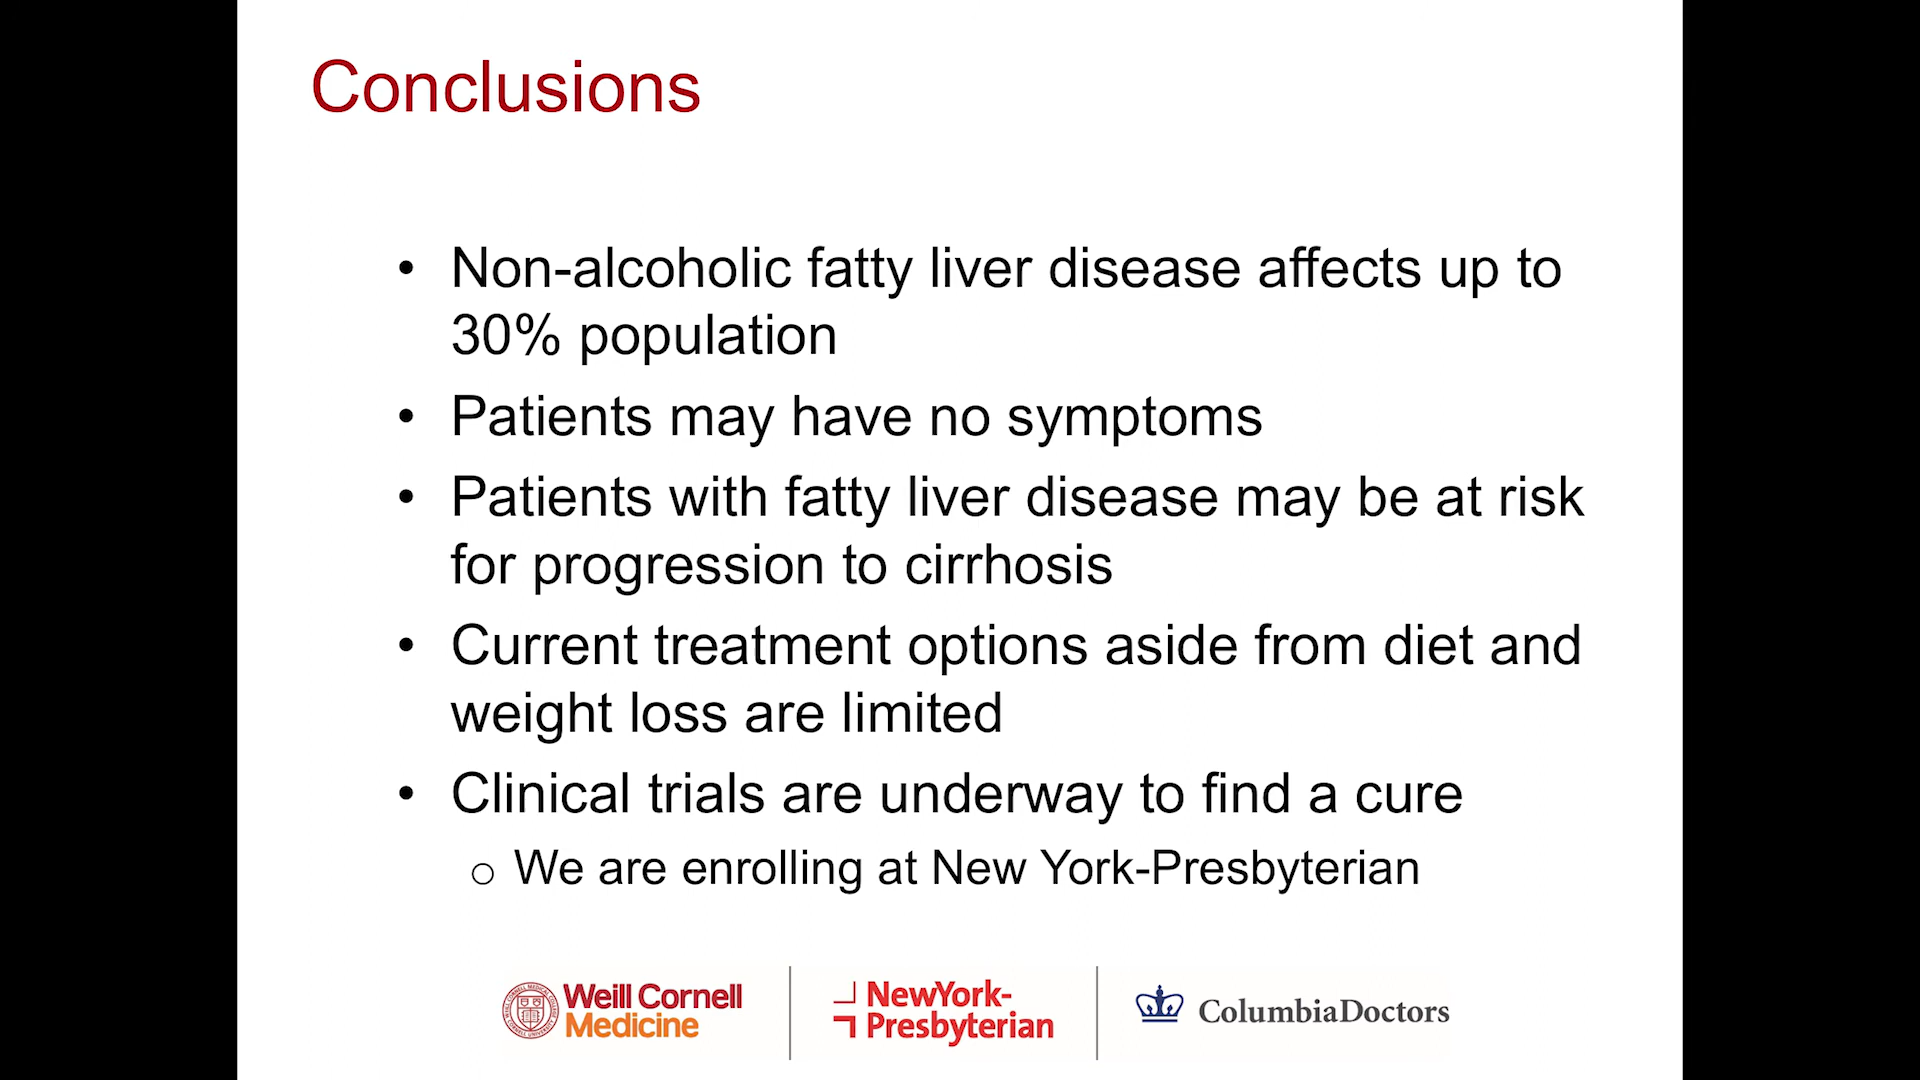 Conclusions
• Non-alcoholic fatty liver disease affects up to
30% population
• Patients may have no symptoms
• Patients with fatty liver disease may be at risk
for progression to cirrhosis
• Current treatment options aside from diet and
weight loss are limited
• Clinical trials are underway to find a cure
o We are enrolling at New York-Presbyterian
Weill Cornell
Medicine
NewYork-
Presbyterian
ColumbiaDoctors